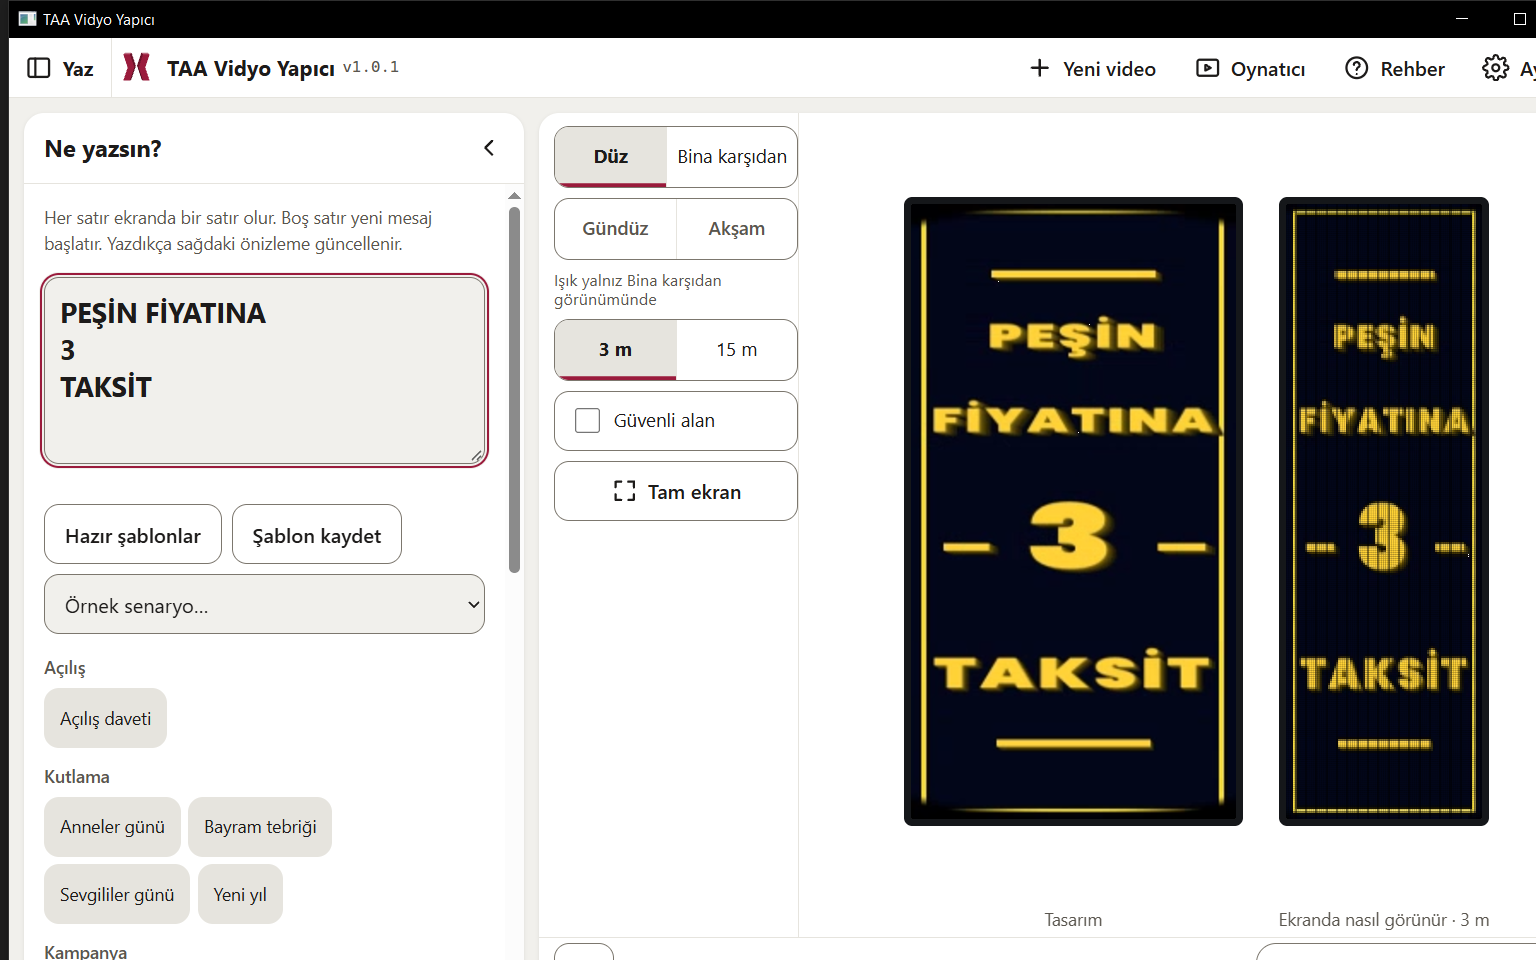 TAA Vidyo Yapıcı
Yaz
TAA Vidyo Yapıcı v1.0.1
Yeni video
Oynatıcı
Rehber
Ne yazsın?
Her satır ekranda bir satır olur. Boş satır yeni mesaj
başlatır. Yazdıkça sağdaki önizleme güncellenir.
PEŞİN FİYATINA
3
TAKSİT
Hazır şablonlar
Şablon kaydet
Örnek senaryo...
Açılış
Açılış daveti
Kutlama
Anneler günü
Bayram tebriği
Sevgililer günü
Yeni yıl
Kampanya
Düz
Bina karşıdan
Gündüz
Akşam
Işık yalnız Bina karşıdan
görünümünde
3 m
15 m
Güvenli alan
Tam ekran
PEŞİN
FİYATINA
3
TAKSİT
Tasarım
PEŞİN
FİYATINA
3
TAKSİT
Ekranda nasıl görünür · 3 m